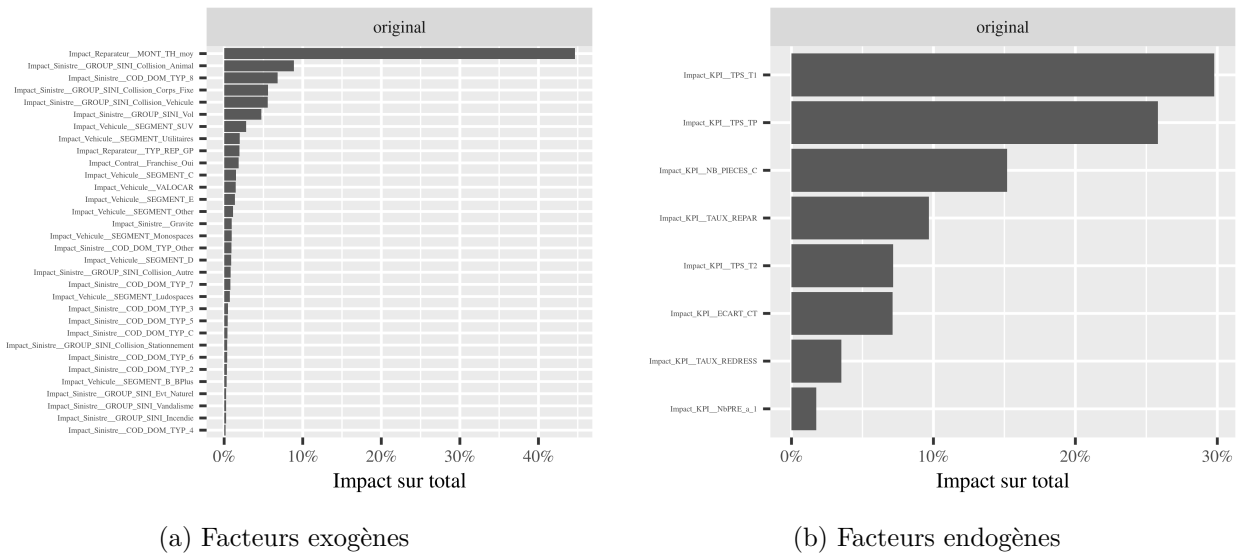 original
Impact_Reparateur__MONT_TH_moy
Impact_Sinistre__GROUP_SINI_Collision_Animal
Impact_Sinistre__COD_DOM_TYP_8
Impact_Sinistre__GROUP_SINI_Collision_Corps_Fixe
Impact_Sinistre__GROUP_SINI_Collision_Vehicule
Impact_Sinistre__GROUP_SINI_Vol
Impact_Vehicule__SEGMENT_SUV
Impact_Vehicule__SEGMENT_Utilitaires
Impact_Reparateur__TYP_REP_GP
Impact_Contrat__Franchise_Oui
Impact_Vehicule__SEGMENT_C
Impact_Vehicule__VALOCAR
Impact_Vehicule__SEGMENT_E
Impact_Vehicule__SEGMENT_Other
Impact_Sinistre__Gravite
Impact_Vehicule__SEGMENT_Monospaces
Impact_Sinistre__COD_DOM_TYP_Other
Impact_Vehicule__SEGMENT_D
Impact_Sinistre__GROUP_SINI_Collision_Autre
Impact_Sinistre__COD_DOM_TYP_7
Impact_Vehicule__SEGMENT_Ludospaces
Impact_Sinistre__COD_DOM_TYP_3
Impact_Sinistre__COD_DOM_TYP_5
Impact_Sinistre__COD_DOM_TYP_C
Impact_Sinistre__GROUP_SINI_Collision_Stationnement
Impact_Sinistre__COD_DOM_TYP_6
Impact_Sinistre__COD_DOM_TYP_2
Impact_Vehicule__SEGMENT_B_BPlus
Impact_Sinistre__GROUP_SINI_Evt_Naturel
Impact_Sinistre__GROUP_SINI_Vandalisme
Impact_Sinistre__GROUP_SINI_Incendie
Impact_Sinistre__COD_DOM_TYP_4
0% 10% 20% 30% 40%
Impact sur total
(a) Facteurs exogènes
original
Impact_KPI__TPS_T1
Impact_KPI__TPS_TP
Impact_KPI__NB_PIECES_C
Impact_KPI__TAUX_REPAR
Impact_KPI__TPS_T2
Impact_KPI__ECART_CT
Impact_KPI__TAUX_REDRESS
Impact_KPI__NbPRE_a_1
0% 10% 20% 30%
Impact sur total
(b) Facteurs endogènes